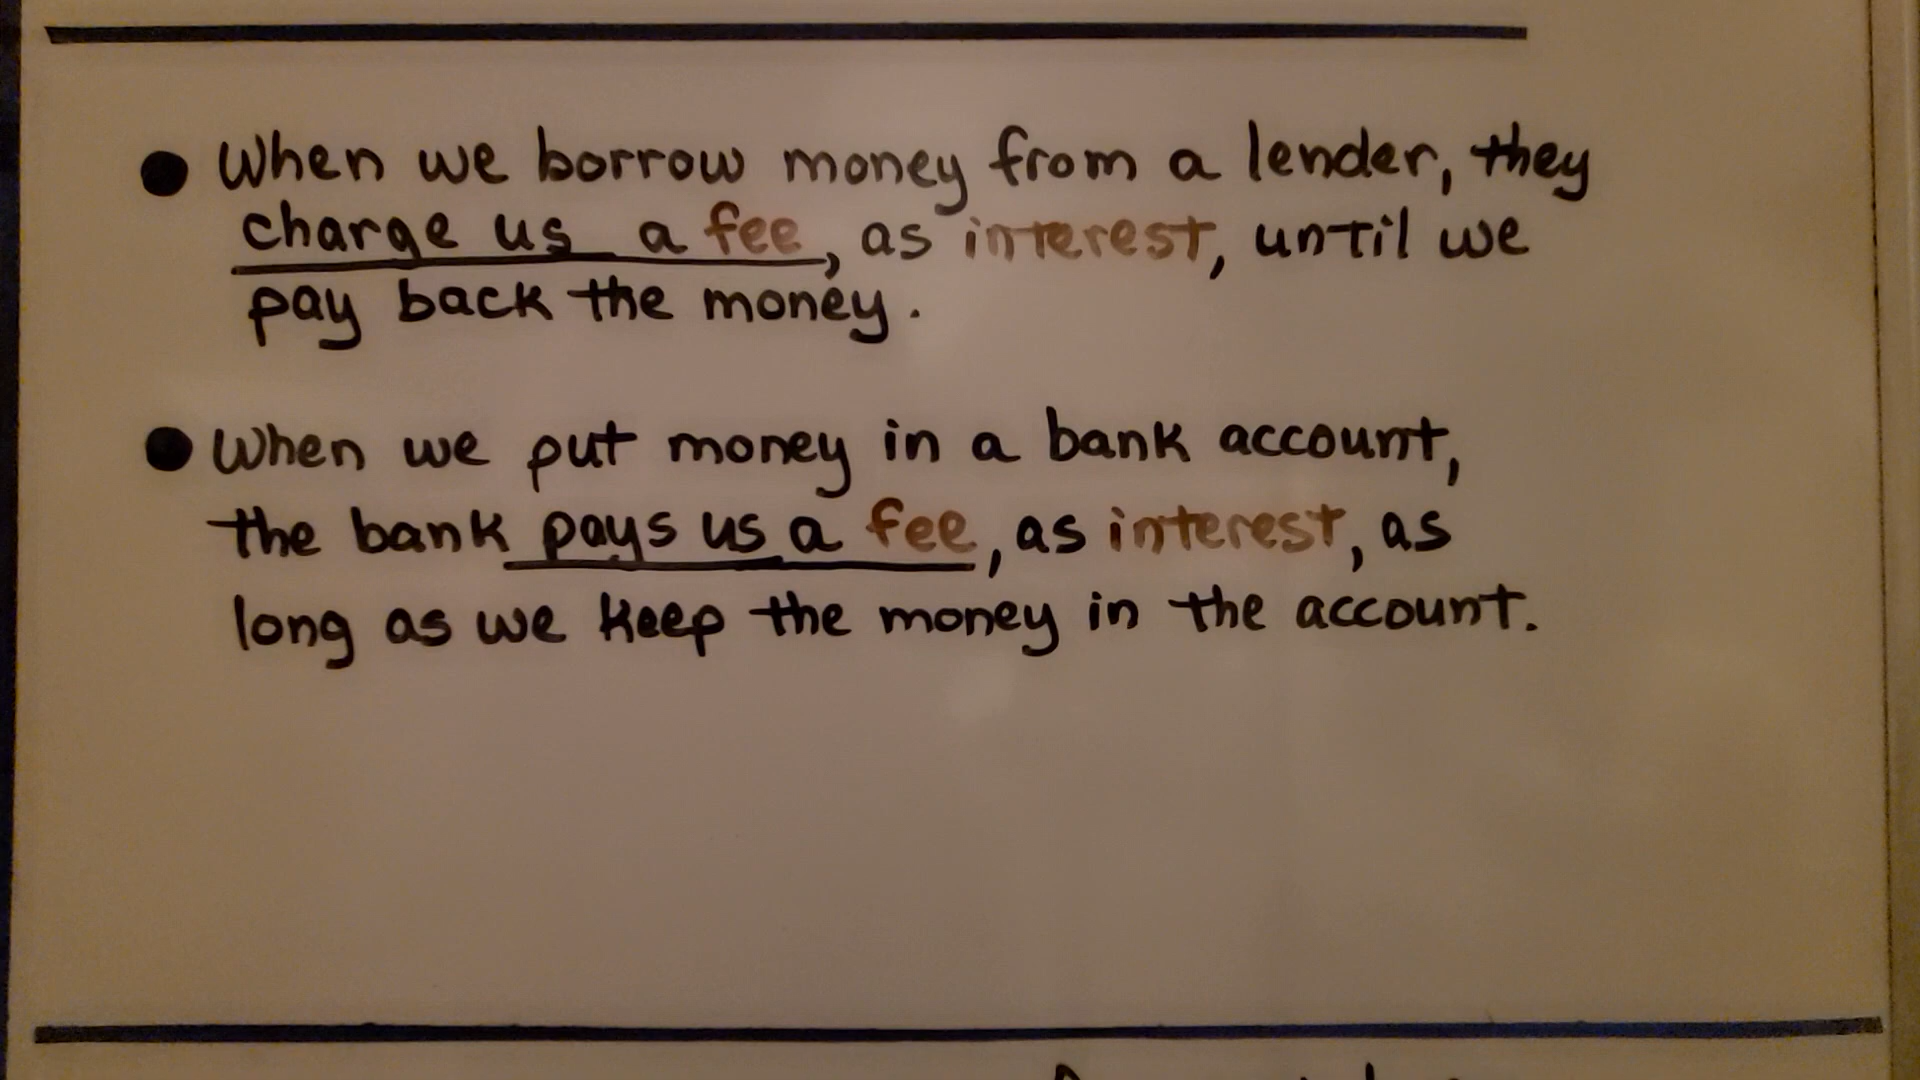 ● When we borrow money from a lender, they
charge us a fee, as interest, until we
pay back the money.
● When we put money in a bank account,
the bank pays us a fee, as interest, as
long as we keep the money in the account.